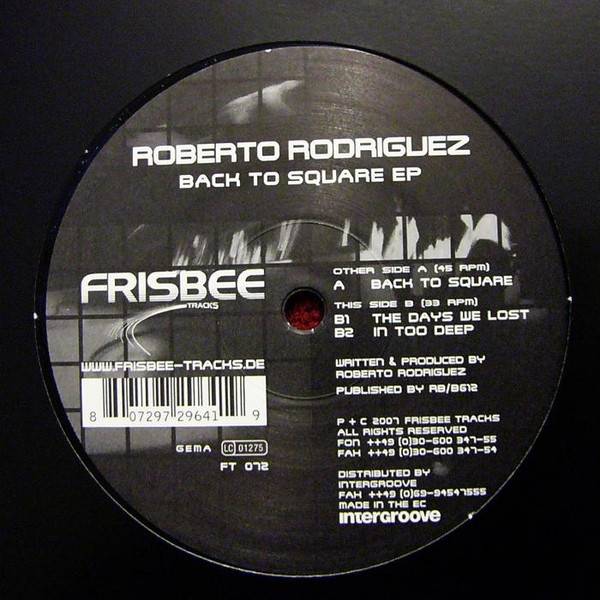 ROBERTO RODRIGUEZ
BACK TO SQUARE EP
FRISBEE
TRACKS
WWW.FRISBEE-TRACKS.DE
8 07297 29641 9
GEMA LC 01275
FT 072
OTHER SIDE A (45 RPM)
A BACK TO SQUARE
THIS SIDE B (33 RPM)
B1 THE DAYS WE LOST
B2 IN TOO DEEP
WRITTEN & PRODUCED BY
ROBERTO RODRIGUEZ
PUBLISHED BY RB/BG12
P + C 2007 FRISBEE TRACKS
ALL RIGHTS RESERVED
FON ++49 (0)30-600 347-55
FAX ++49 (0)30-600 347-54
DISTRIBUTED BY
INTERGROOVE
FAX ++49 (0)69-94547555
MADE IN THE EC
intergroove